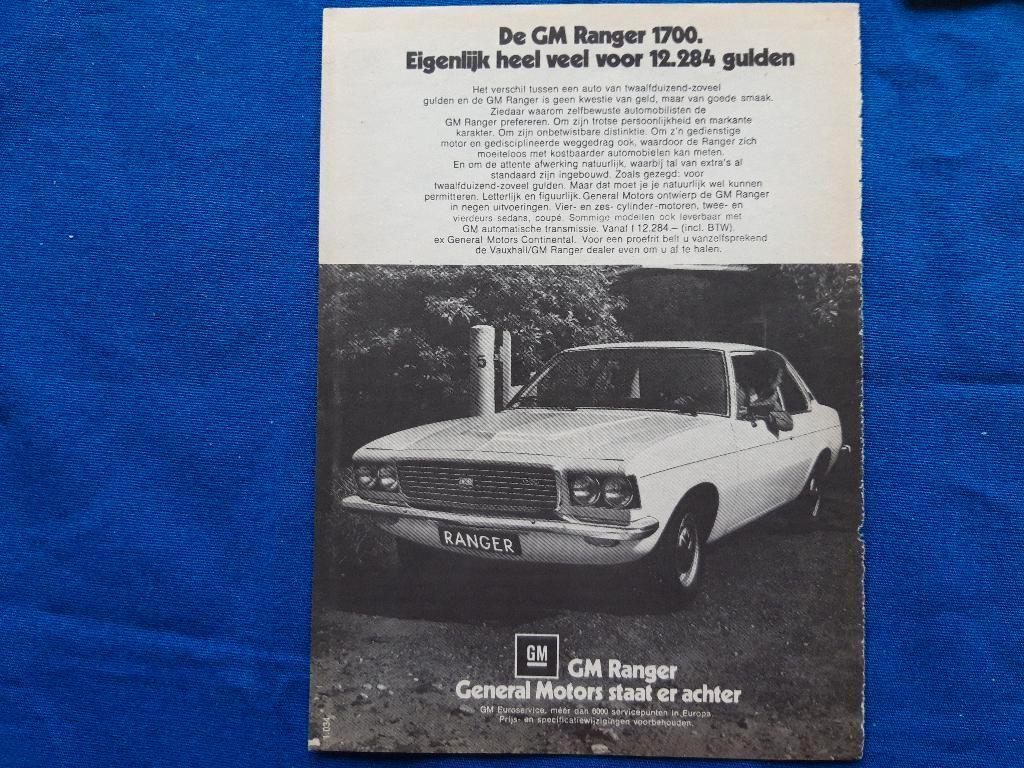 De GM Ranger 1700.
Eigenlijk heel veel voor 12.284 gulden
Het verschil tussen een auto van twaalfduizend-zoveel
gulden en de GM Ranger is geen kwestie van geld, maar van goede smaak.
Ziedaar waarom zelfbewuste automobilisten de
GM Ranger prefereren. Om zijn trotse persoonlijkheid en markante
karakter. Om zijn onbetwistbare distinktie. Om z'n gedienstige
motor en gedisciplineerde weggedrag ook, waardoor de Ranger zich
moeiteloos met kostbaarder automobielen kan meten.
En om de attente afwerking natuurlijk, waarbij tal van extra's al
standaard zijn ingebouwd. Zoals gezegd: voor
twaalfduizend-zoveel gulden. Maar dat moet je je natuurlijk wel kunnen
permitteren. Letterlijk en figuurlijk. General Motors ontwierp de GM Ranger
in negen uitvoeringen. Vier- en zes- cylinder-motoren, twee- en
vierdeurs sedans, coupé. Sommige modellen ook leverbaar met
GM automatische transmissie. Vanaf f 12.284.– (incl. BTW).
ex General Motors Continental. Voor een proefrit belt u vanzelfsprekend
de Vauxhall/GM Ranger dealer even om u af te halen.
5
RANGER
GM
GM Ranger
General Motors staat er achter
GM Euroservice, méér dan 6000 servicepunten in Europa
Prijs- en specificatiewijzigingen voorbehouden.
1-034